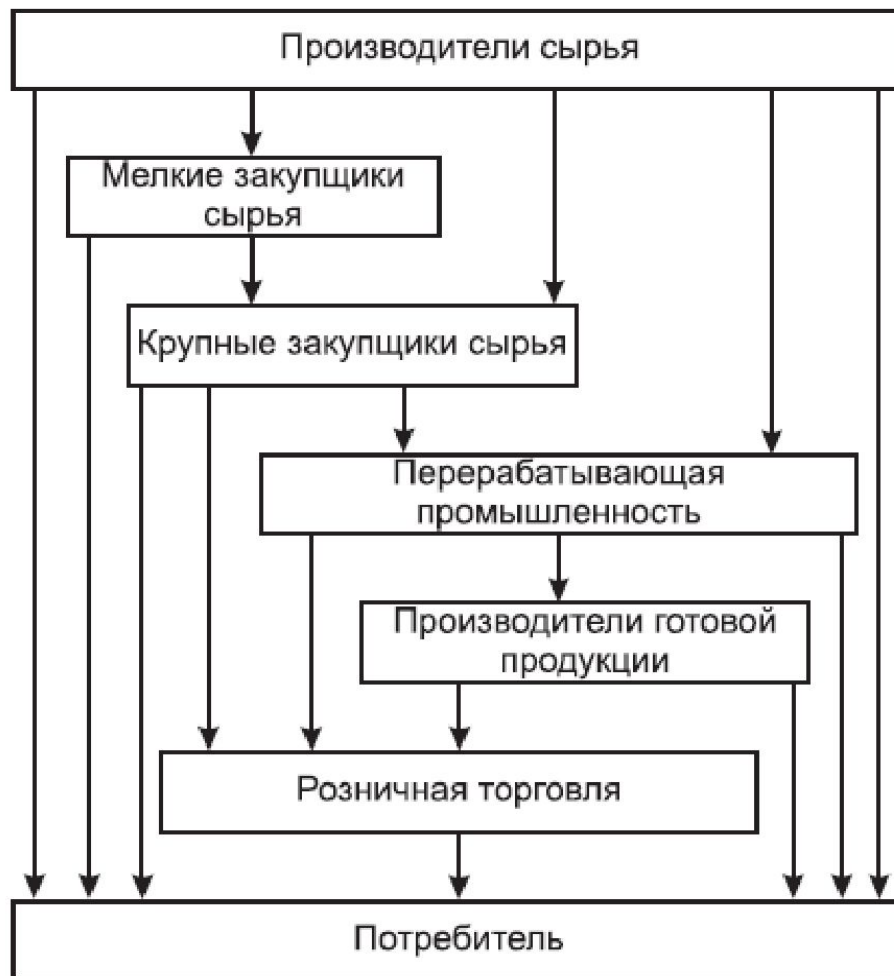 Производители сырья
Мелкие закупщики
сырья
Крупные закупщики сырья
Перерабатывающая
промышленность
Производители готовой
продукции
Розничная торговля
Потребитель